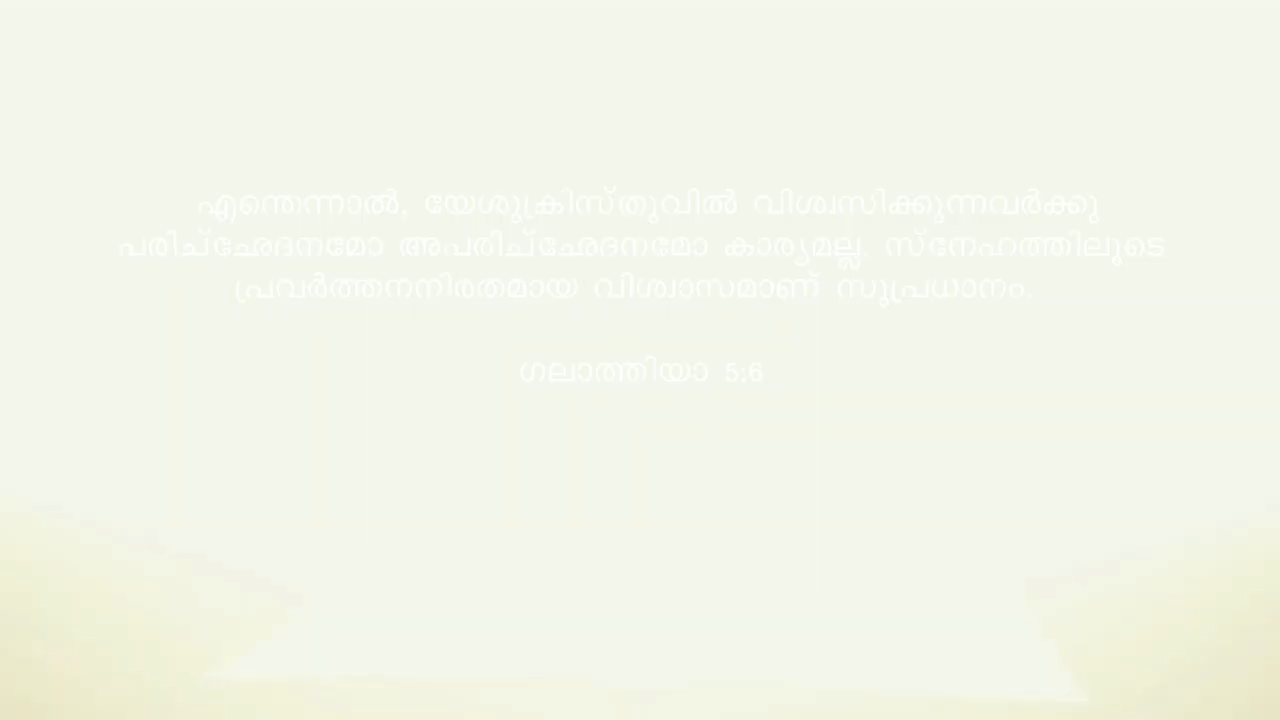 എന്തെന്നാൽ, യേശുക്രിസ്തുവിൽ വിശ്വസിക്കുന്നവർക്കു
പരിച്ഛേദനമോ അപരിച്ഛേദനമോ കാര്യമല്ല, സ്നേഹത്തിലൂടെ
പ്രവർത്തനനിരതമായ വിശ്വാസമാണ് സുപ്രധാനം.
ഗലാത്തിയാ 5:6